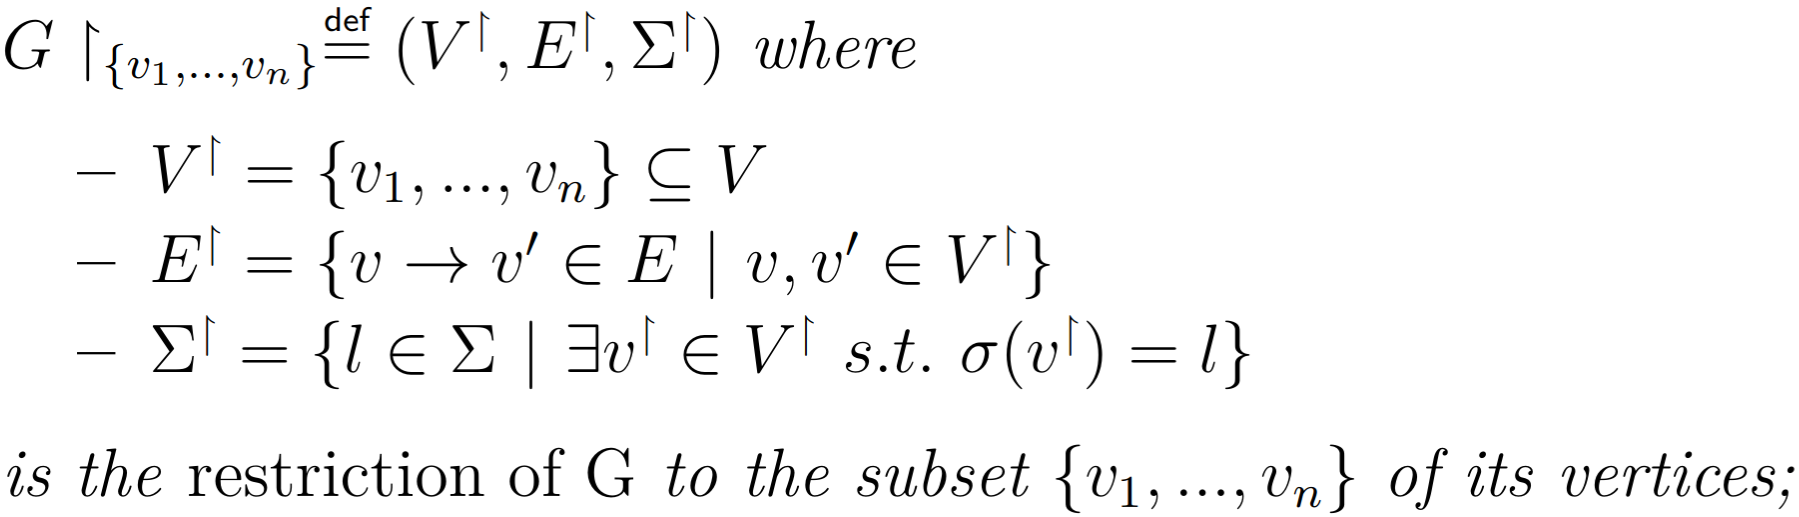 G ↾{v₁,...,vₙ} ≝ (V↾, E↾, Σ↾) where
– V↾ = {v₁, ..., vₙ} ⊆ V
– E↾ = {v → v′ ∈ E | v, v′ ∈ V↾}
– Σ↾ = {l ∈ Σ | ∃v↾ ∈ V↾ s.t. σ(v↾) = l}
is the restriction of G to the subset {v₁, ..., vₙ} of its vertices;